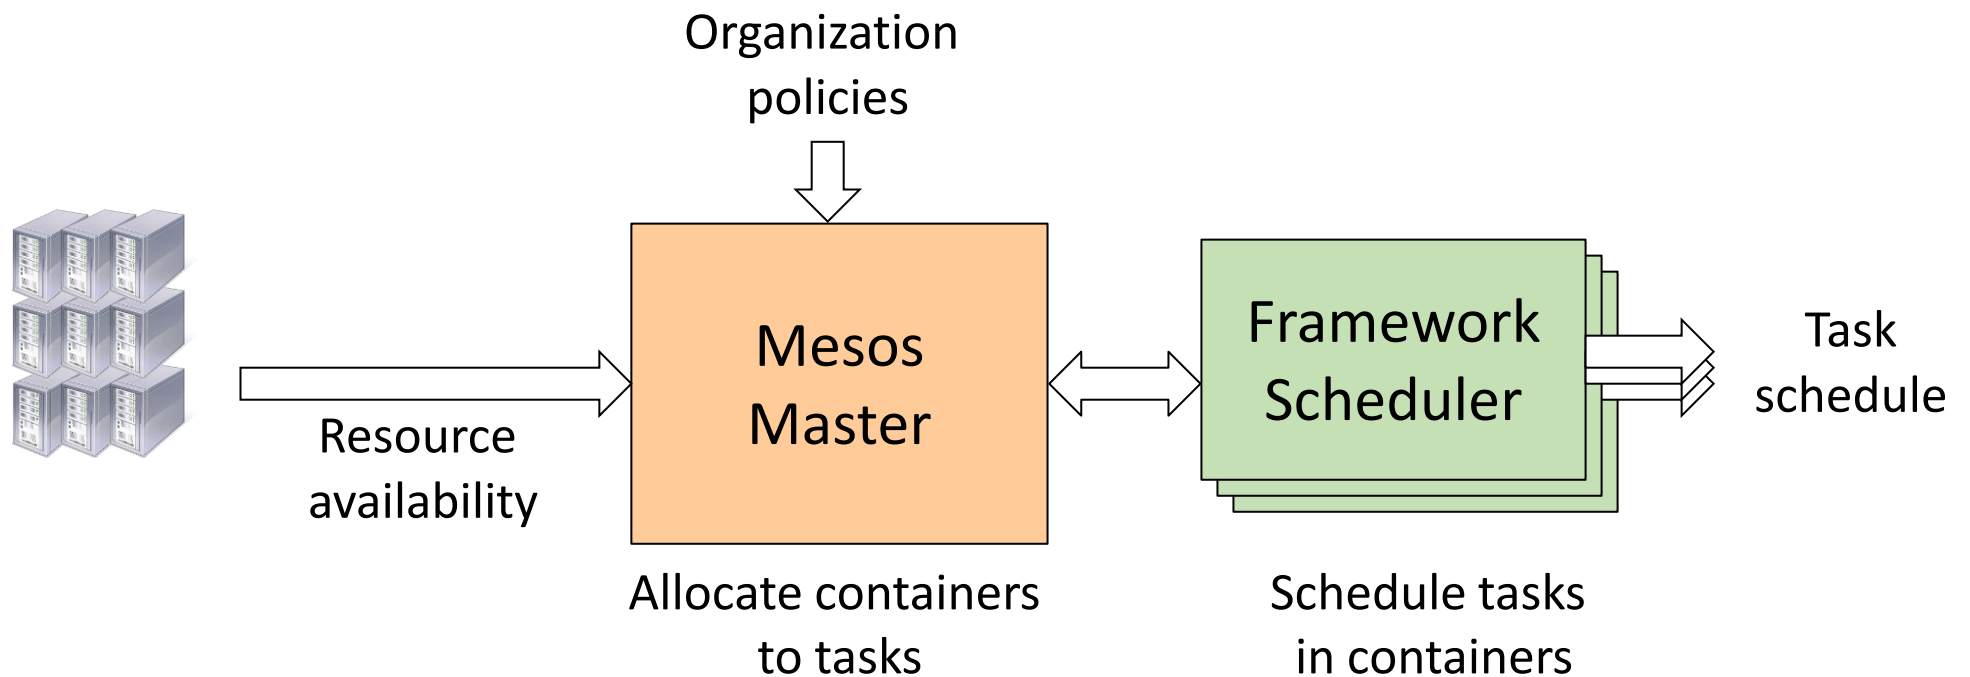 Organization
policies
Resource
availability
Mesos
Master
Allocate containers
to tasks
Framework
Scheduler
Schedule tasks
in containers
Task
schedule